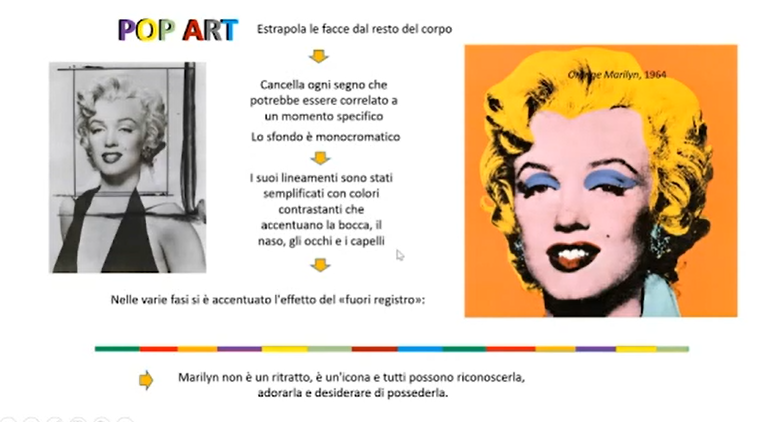 POP ART
Estrapola le facce dal resto del corpo
Orange Marilyn, 1964
Cancella ogni segno che
potrebbe essere correlato a
un momento specifico
Lo sfondo è monocromatico
I suoi lineamenti sono stati
semplificati con colori
contrastanti che
accentuano la bocca, il
naso, gli occhi e i capelli
Nelle varie fasi si è accentuato l'effetto del «fuori registro»:
Marilyn non è un ritratto, è un'icona e tutti possono riconoscerla,
adorarla e desiderare di possederla.